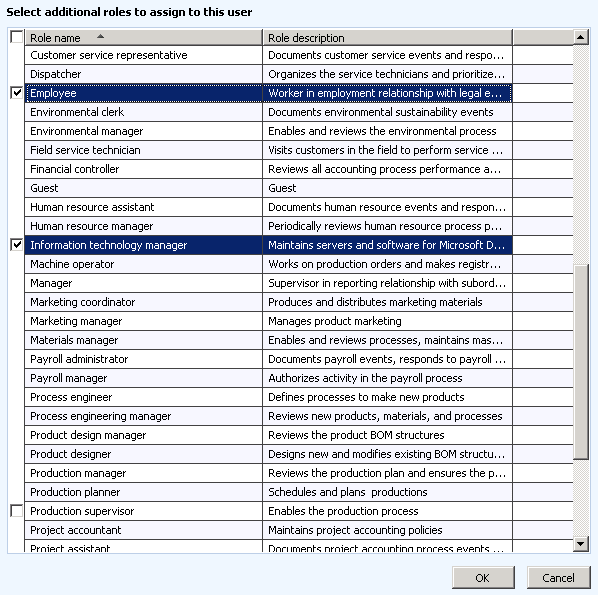 Select additional roles to assign to this user
Role name Role description
Customer service representative Documents customer service events and respo...
Dispatcher Organizes the service technicians and prioritize...
Employee Worker in employment relationship with legal e...
Environmental clerk Documents environmental sustainability events
Environmental manager Enables and reviews the environmental process
Field service technician Visits customers in the field to perform service ...
Financial controller Reviews all accounting process performance a...
Guest Guest
Human resource assistant Documents human resource events and respon...
Human resource manager Periodically reviews human resource process p...
Information technology manager Maintains servers and software for Microsoft D...
Machine operator Works on production orders and makes registr...
Manager Supervisor in reporting relationship with subord...
Marketing coordinator Produces and distributes marketing materials
Marketing manager Manages product marketing
Materials manager Enables and reviews processes, maintains mas...
Payroll administrator Documents payroll events, responds to payroll ...
Payroll manager Authorizes activity in the payroll process
Process engineer Defines processes to make new products
Process engineering manager Reviews new products, materials, and processes
Product design manager Reviews the product BOM structures
Product designer Designs new and modifies existing BOM structu...
Production manager Reviews the production plan and ensures the p...
Production planner Schedules and plans productions
Production supervisor Enables the production process
Project accountant Maintains project accounting policies
Project assistant Documents project accounting process events ...
OK Cancel